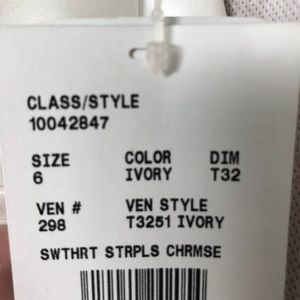 CLASS/STYLE
10042847
SIZE COLOR DIM
6 IVORY T32
VEN # VEN STYLE
298 T3251 IVORY
SWTHRT STRPLS CHRMSE